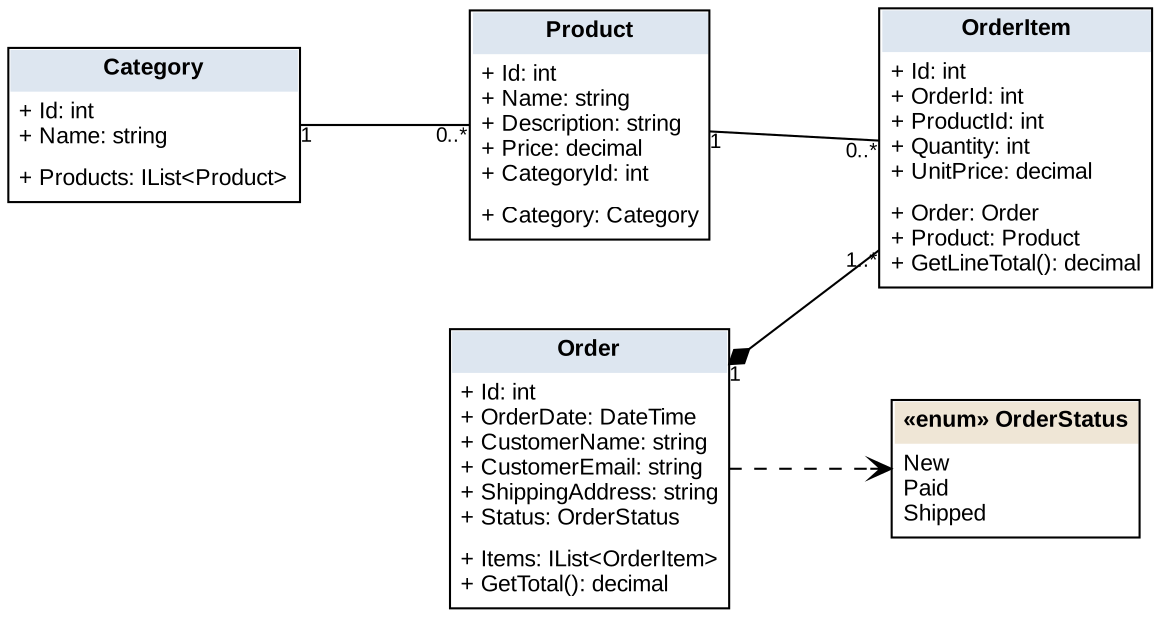 Category
+ Id: int
+ Name: string
+ Products: IList<Product>
1
0..*
Product
+ Id: int
+ Name: string
+ Description: string
+ Price: decimal
+ CategoryId: int
+ Category: Category
1
0..*
OrderItem
+ Id: int
+ OrderId: int
+ ProductId: int
+ Quantity: int
+ UnitPrice: decimal
+ Order: Order
+ Product: Product
+ GetLineTotal(): decimal
1..*
1
Order
+ Id: int
+ OrderDate: DateTime
+ CustomerName: string
+ CustomerEmail: string
+ ShippingAddress: string
+ Status: OrderStatus
+ Items: IList<OrderItem>
+ GetTotal(): decimal
«enum» OrderStatus
New
Paid
Shipped